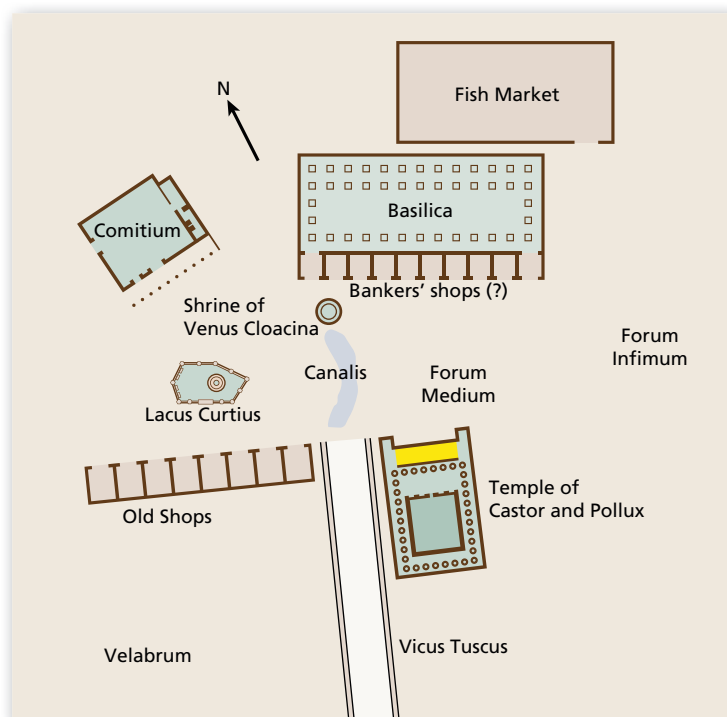 Fish Market
N
Basilica
Comitium
Bankers' shops (?)
Shrine of
Venus Cloacina
Forum
Infimum
Canalis
Forum
Medium
Lacus Curtius
Temple of
Castor and Pollux
Old Shops
Vicus Tuscus
Velabrum